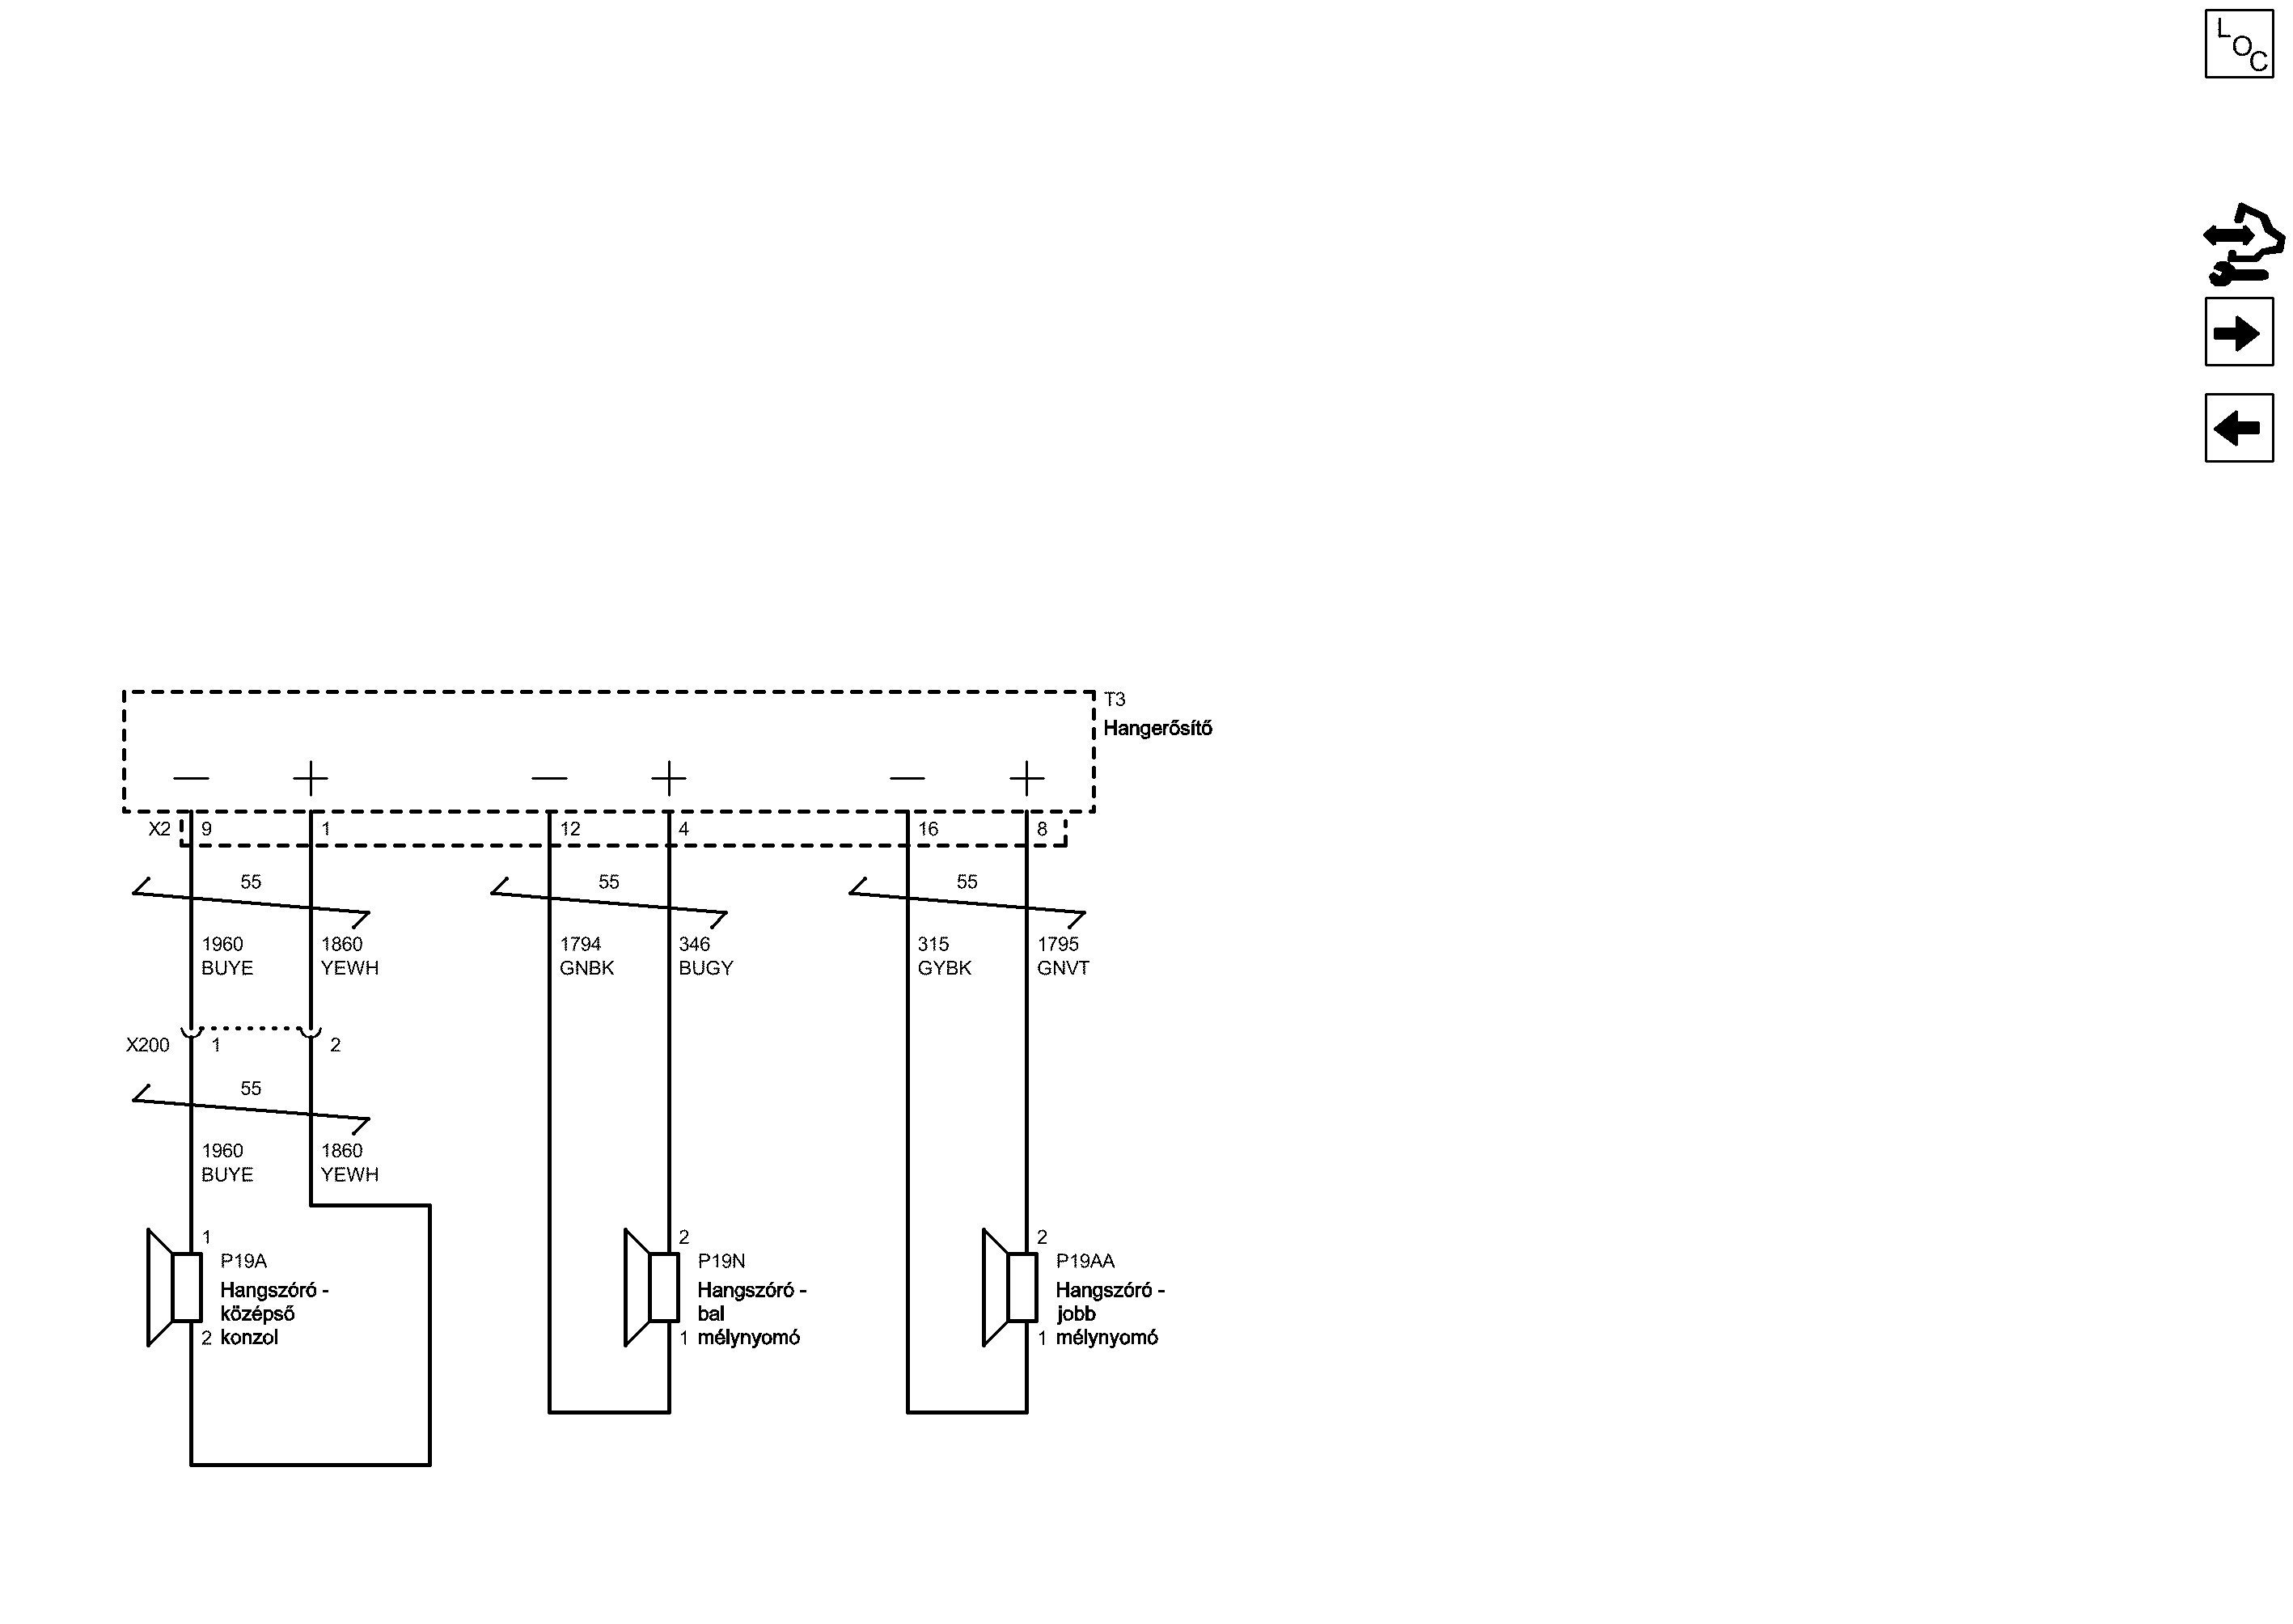 LOC
T3
Hangerősítő
X2 9 1 12 4 16 8
55 55 55
1960 1860 1794 346 315 1795
BUYE YEWH GNBK BUGY GYBK GNVT
X200 1 2
55
1960 1860
BUYE YEWH
1
P19A
Hangszóró -
középső
2 konzol
2
P19N
Hangszóró -
bal
1 mélynyomó
2
P19AA
Hangszóró -
jobb
1 mélynyomó